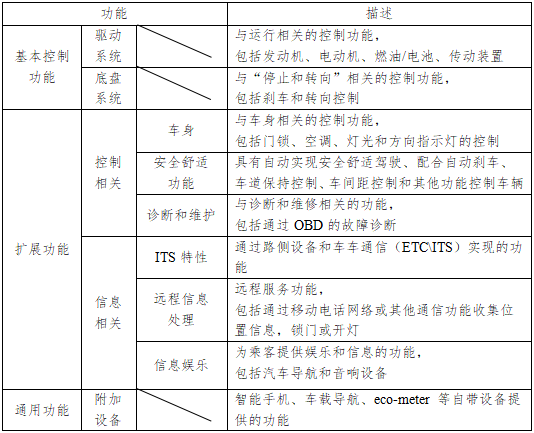 功能
描述
基本控制
功能
驱动
系统
与运行相关的控制功能，
包括发动机、电动机、燃油/电池、传动装置
底盘
系统
与“停止和转向”相关的控制功能，
包括刹车和转向控制
扩展功能
控制
相关
车身
与车身相关的控制功能，
包括门锁、空调、灯光和方向指示灯的控制
安全舒适
功能
具有自动实现安全舒适驾驶、配合自动刹车、
车道保持控制、车间距控制和其他功能控制车辆
诊断和维护
与诊断和维修相关的功能，
包括通过 OBD 的故障诊断
信息
相关
ITS 特性
通过路侧设备和车车通信（ETC\ITS）实现的功
能
远程信息
处理
远程服务功能，
包括通过移动电话网络或其他通信功能收集位
置信息，锁门或开灯
信息娱乐
为乘客提供娱乐和信息的功能，
包括汽车导航和音响设备
通用功能
附加
设备
智能手机、车载导航、eco-meter 等自带设备提
供的功能